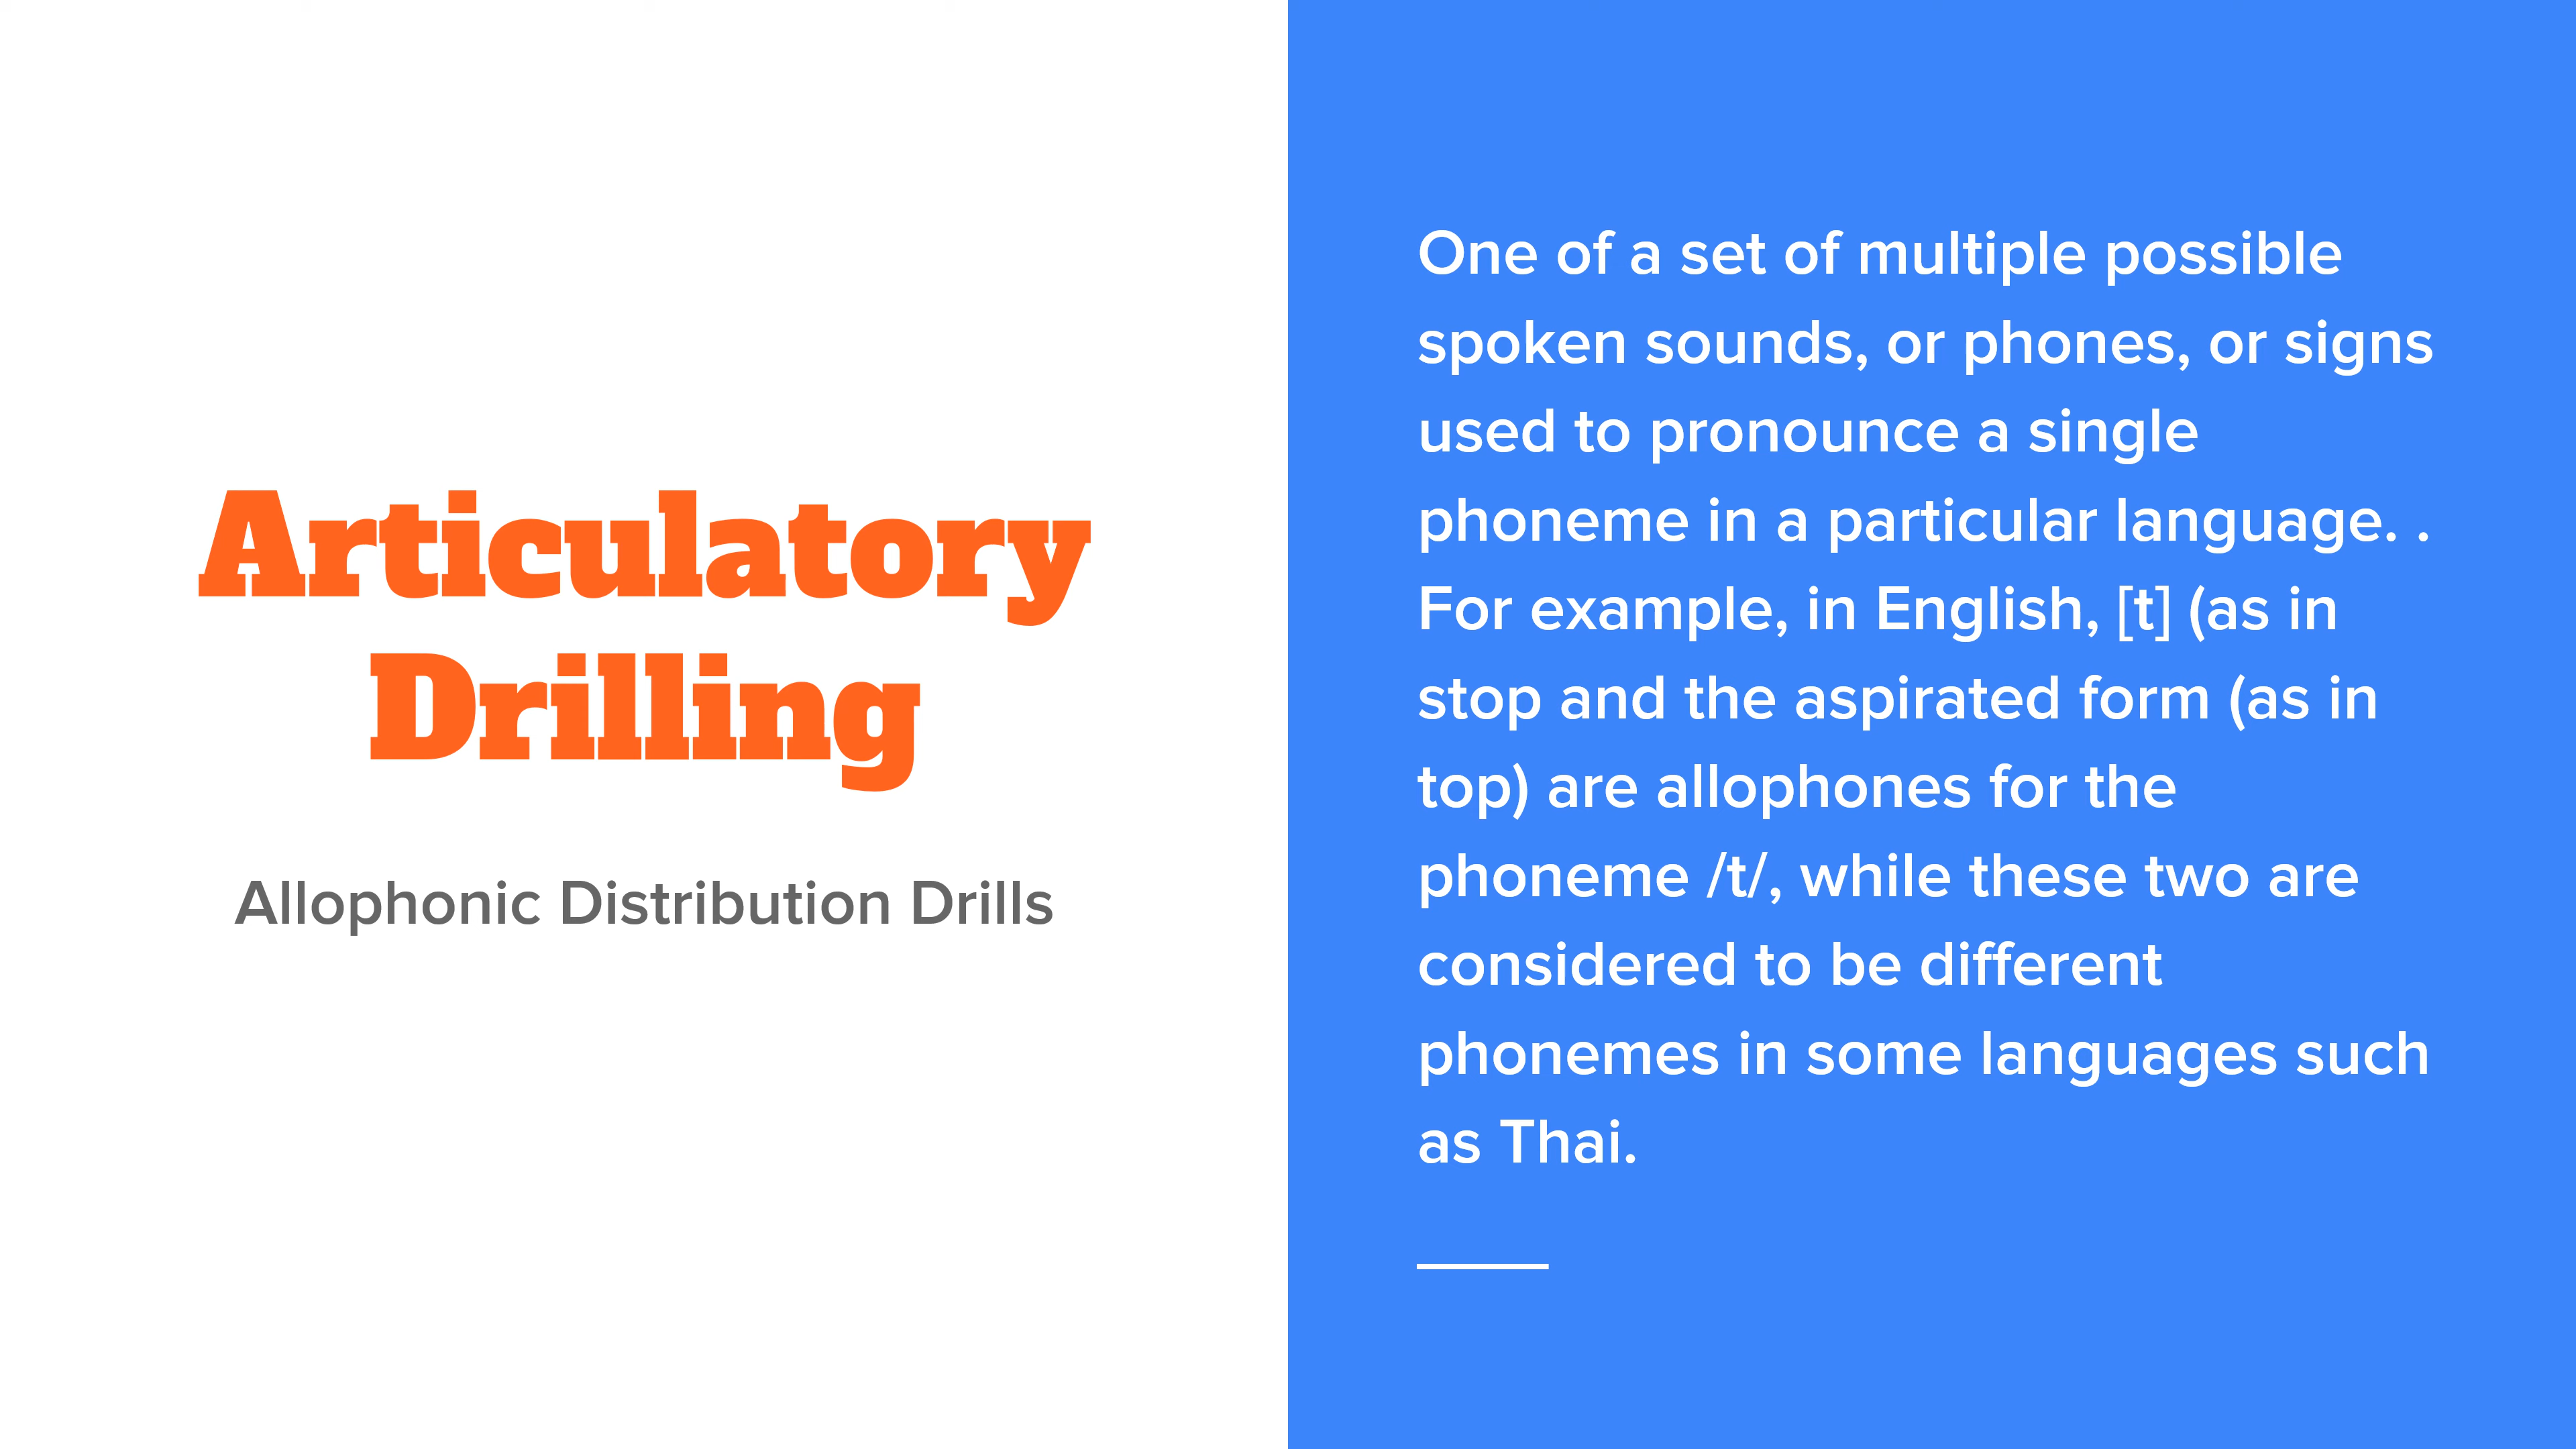 Articulatory
Drilling
Allophonic Distribution Drills
One of a set of multiple possible
spoken sounds, or phones, or signs
used to pronounce a single
phoneme in a particular language. .
For example, in English, [t] (as in
stop and the aspirated form (as in
top) are allophones for the
phoneme /t/, while these two are
considered to be different
phonemes in some languages such
as Thai.